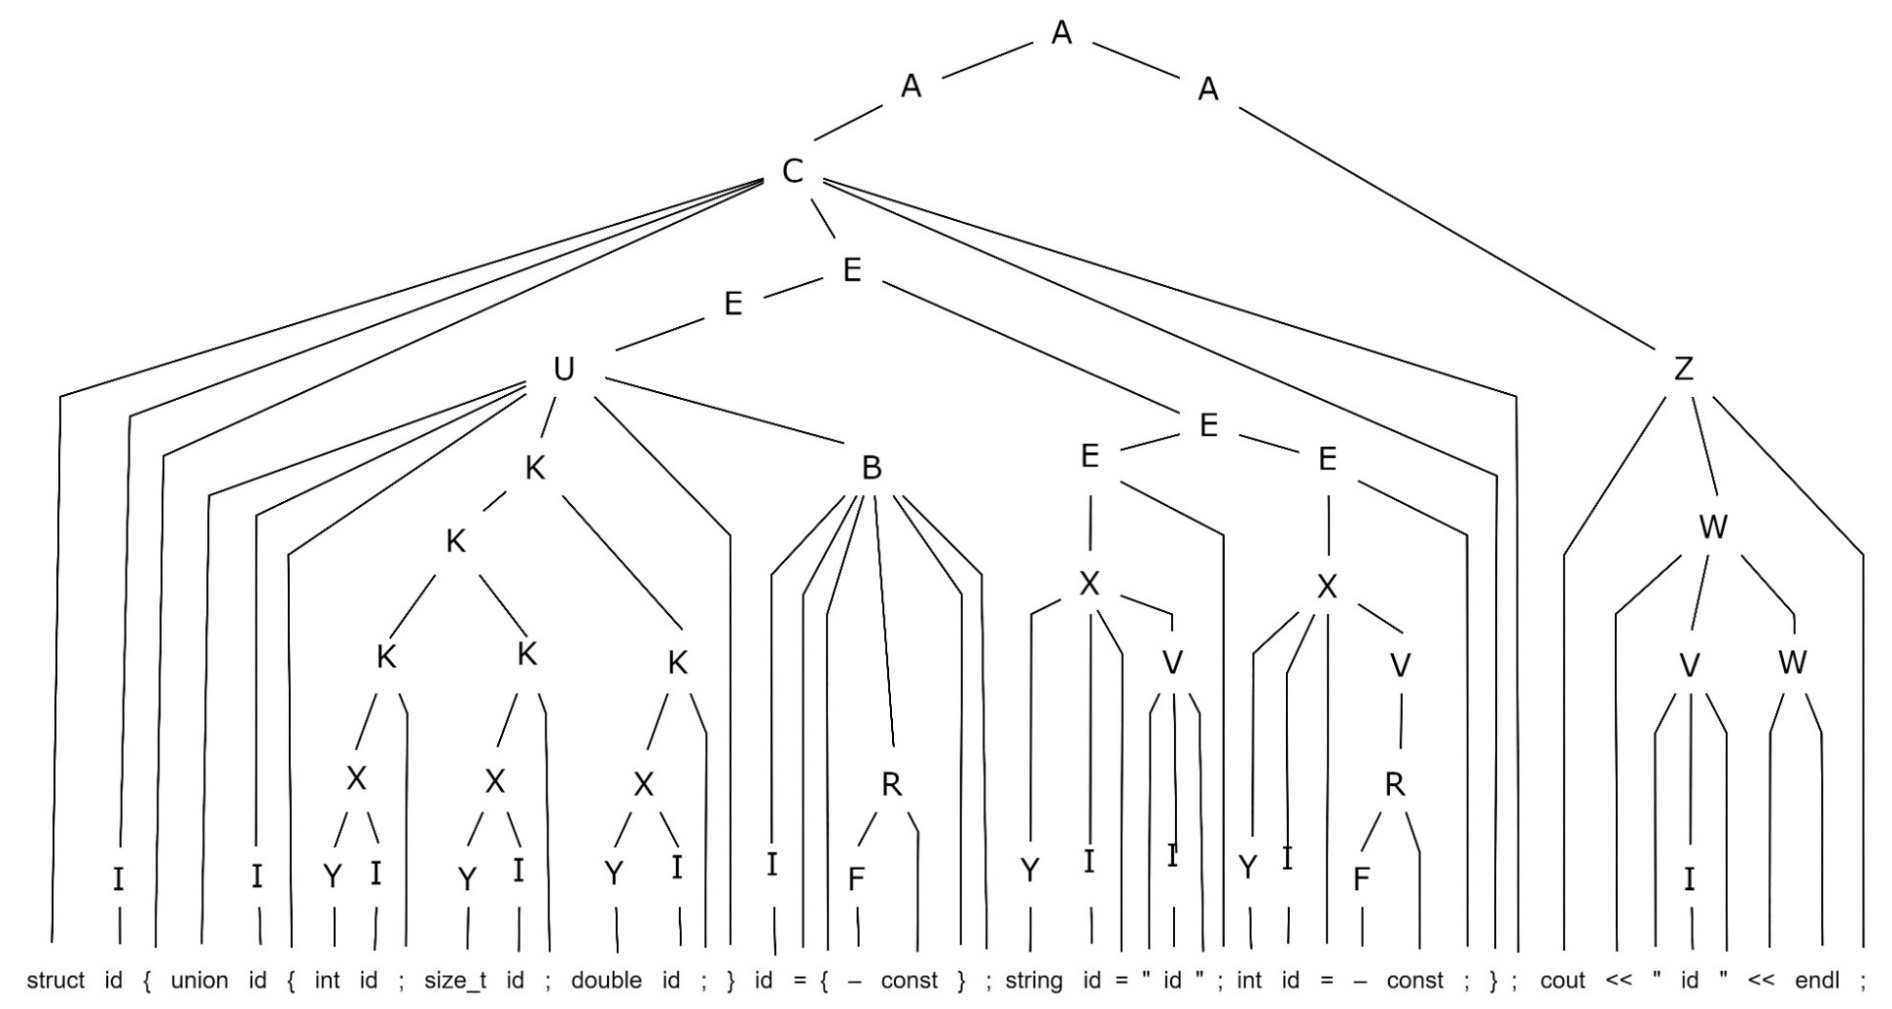 A
A A
C
E
E
U Z
E
E E
K B
W
K
X X
K K K V V V W
X X X R R
I I Y I Y I Y I I F Y I I Y I F I
struct id { union id { int id ; size_t id ; double id ; } id = { – const } ; string id = " id " ; int id = – const ; } ; cout << " id " << endl ;